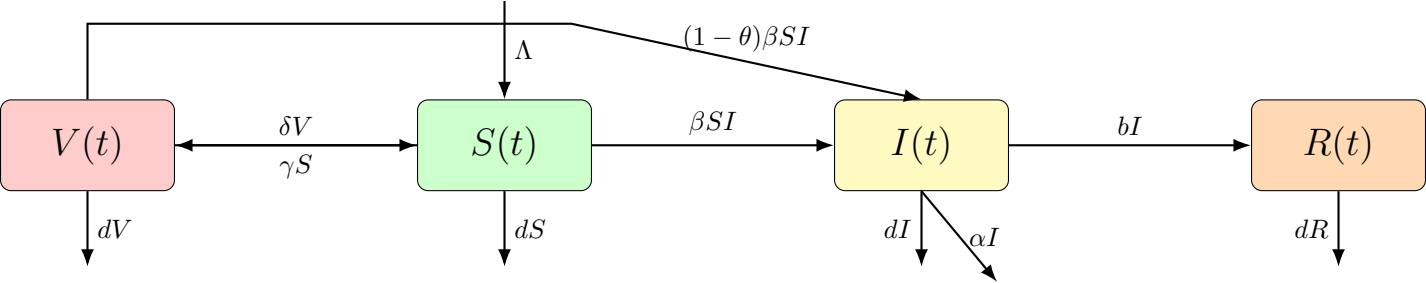 (1 − θ)βSI
Λ
V(t)
δV
γS
S(t)
βSI
I(t)
bI
R(t)
dV
dS
dI
αI
dR